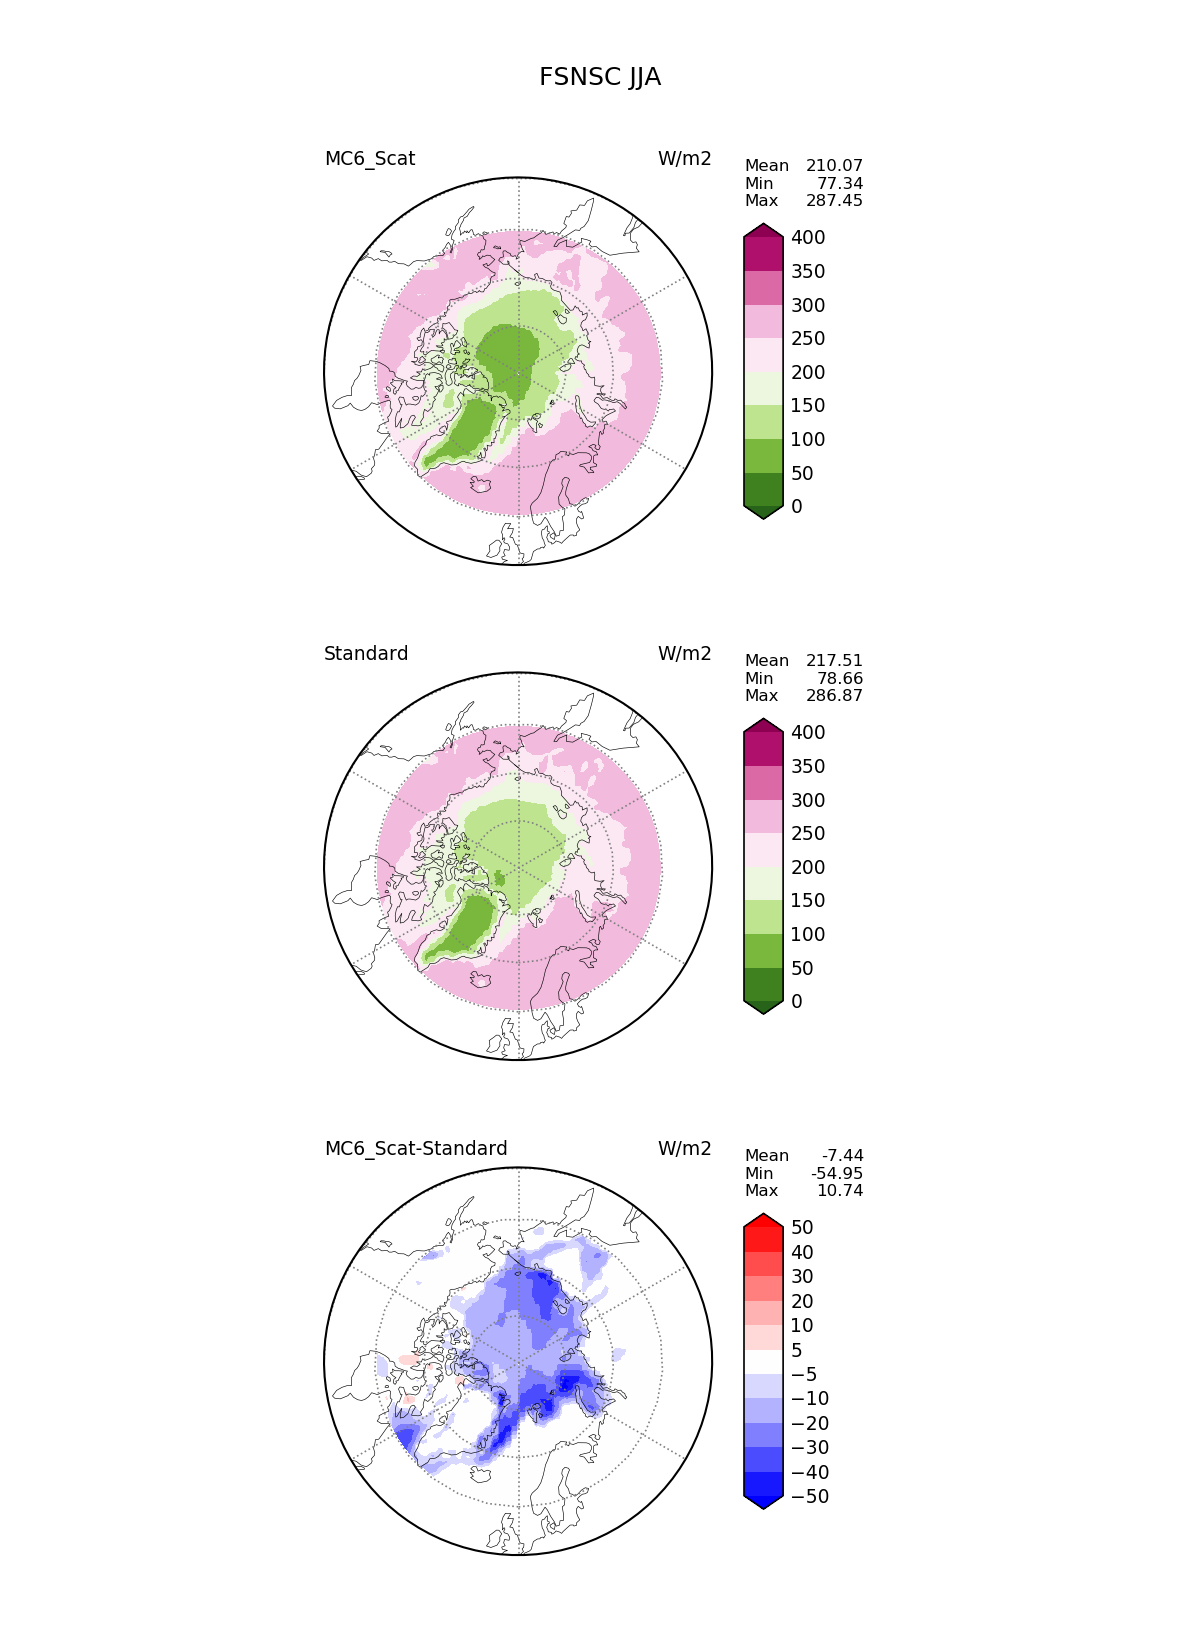 FSNSC JJA
MC6_Scat W/m2
Mean 210.07
Min 77.34
Max 287.45
400
350
300
250
200
150
100
50
0
Standard W/m2
Mean 217.51
Min 78.66
Max 286.87
400
350
300
250
200
150
100
50
0
MC6_Scat-Standard W/m2
Mean -7.44
Min -54.95
Max 10.74
50
40
30
20
10
5
−5
−10
−20
−30
−40
−50